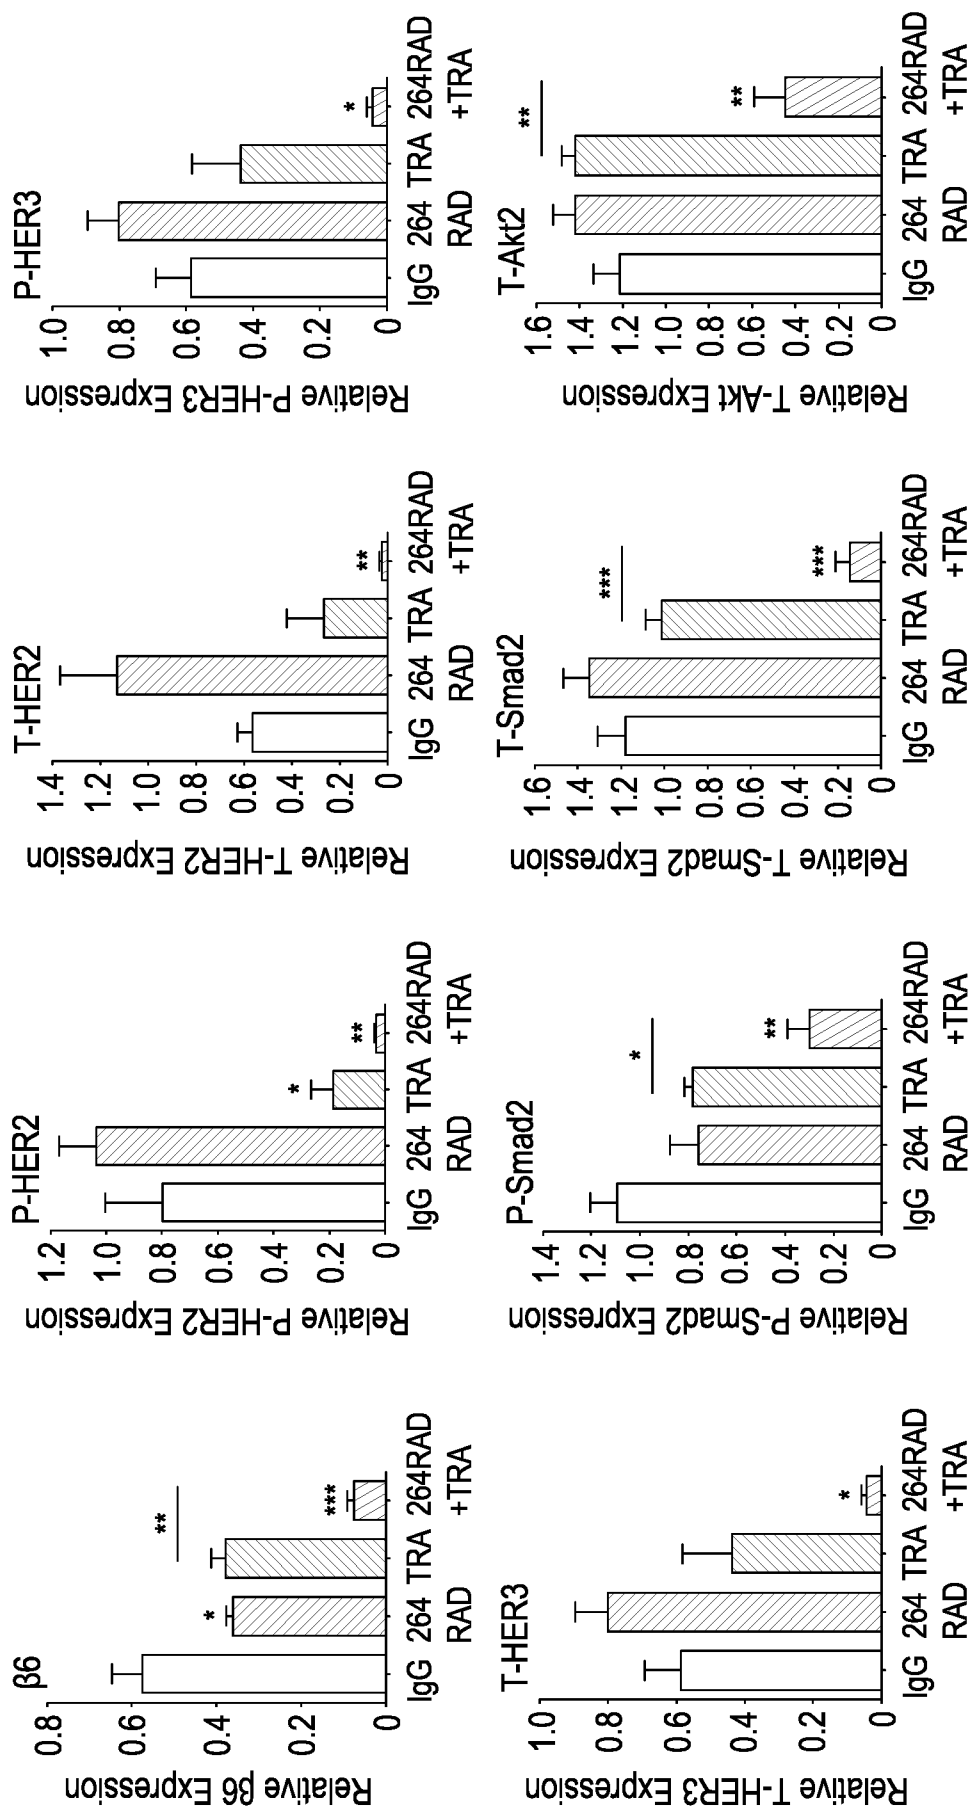 β6
Relative β6 Expression
0.8
0.6
0.4
0.2
0
*
***
**
IgG 264 TRA 264RAD
RAD +TRA
P-HER2
Relative P-HER2 Expression
1.2
1.0
0.8
0.6
0.4
0.2
0
*
**
IgG 264 TRA 264RAD
RAD +TRA
T-HER2
Relative T-HER2 Expression
1.4
1.2
1.0
0.8
0.6
0.4
0.2
0
**
IgG 264 TRA 264RAD
RAD +TRA
P-HER3
Relative P-HER3 Expression
1.0
0.8
0.6
0.4
0.2
0
*
IgG 264 TRA 264RAD
RAD +TRA
T-HER3
Relative T-HER3 Expression
1.0
0.8
0.6
0.4
0.2
0
*
IgG 264 TRA 264RAD
RAD +TRA
P-Smad2
Relative P-Smad2 Expression
1.4
1.2
1.0
0.8
0.6
0.4
0.2
0
*
**
IgG 264 TRA 264RAD
RAD +TRA
T-Smad2
Relative T-Smad2 Expression
1.6
1.4
1.2
1.0
0.8
0.6
0.4
0.2
0
***
***
IgG 264 TRA 264RAD
RAD +TRA
T-Akt2
Relative T-Akt Expression
1.6
1.4
1.2
1.0
0.8
0.6
0.4
0.2
0
**
**
IgG 264 TRA 264RAD
RAD +TRA